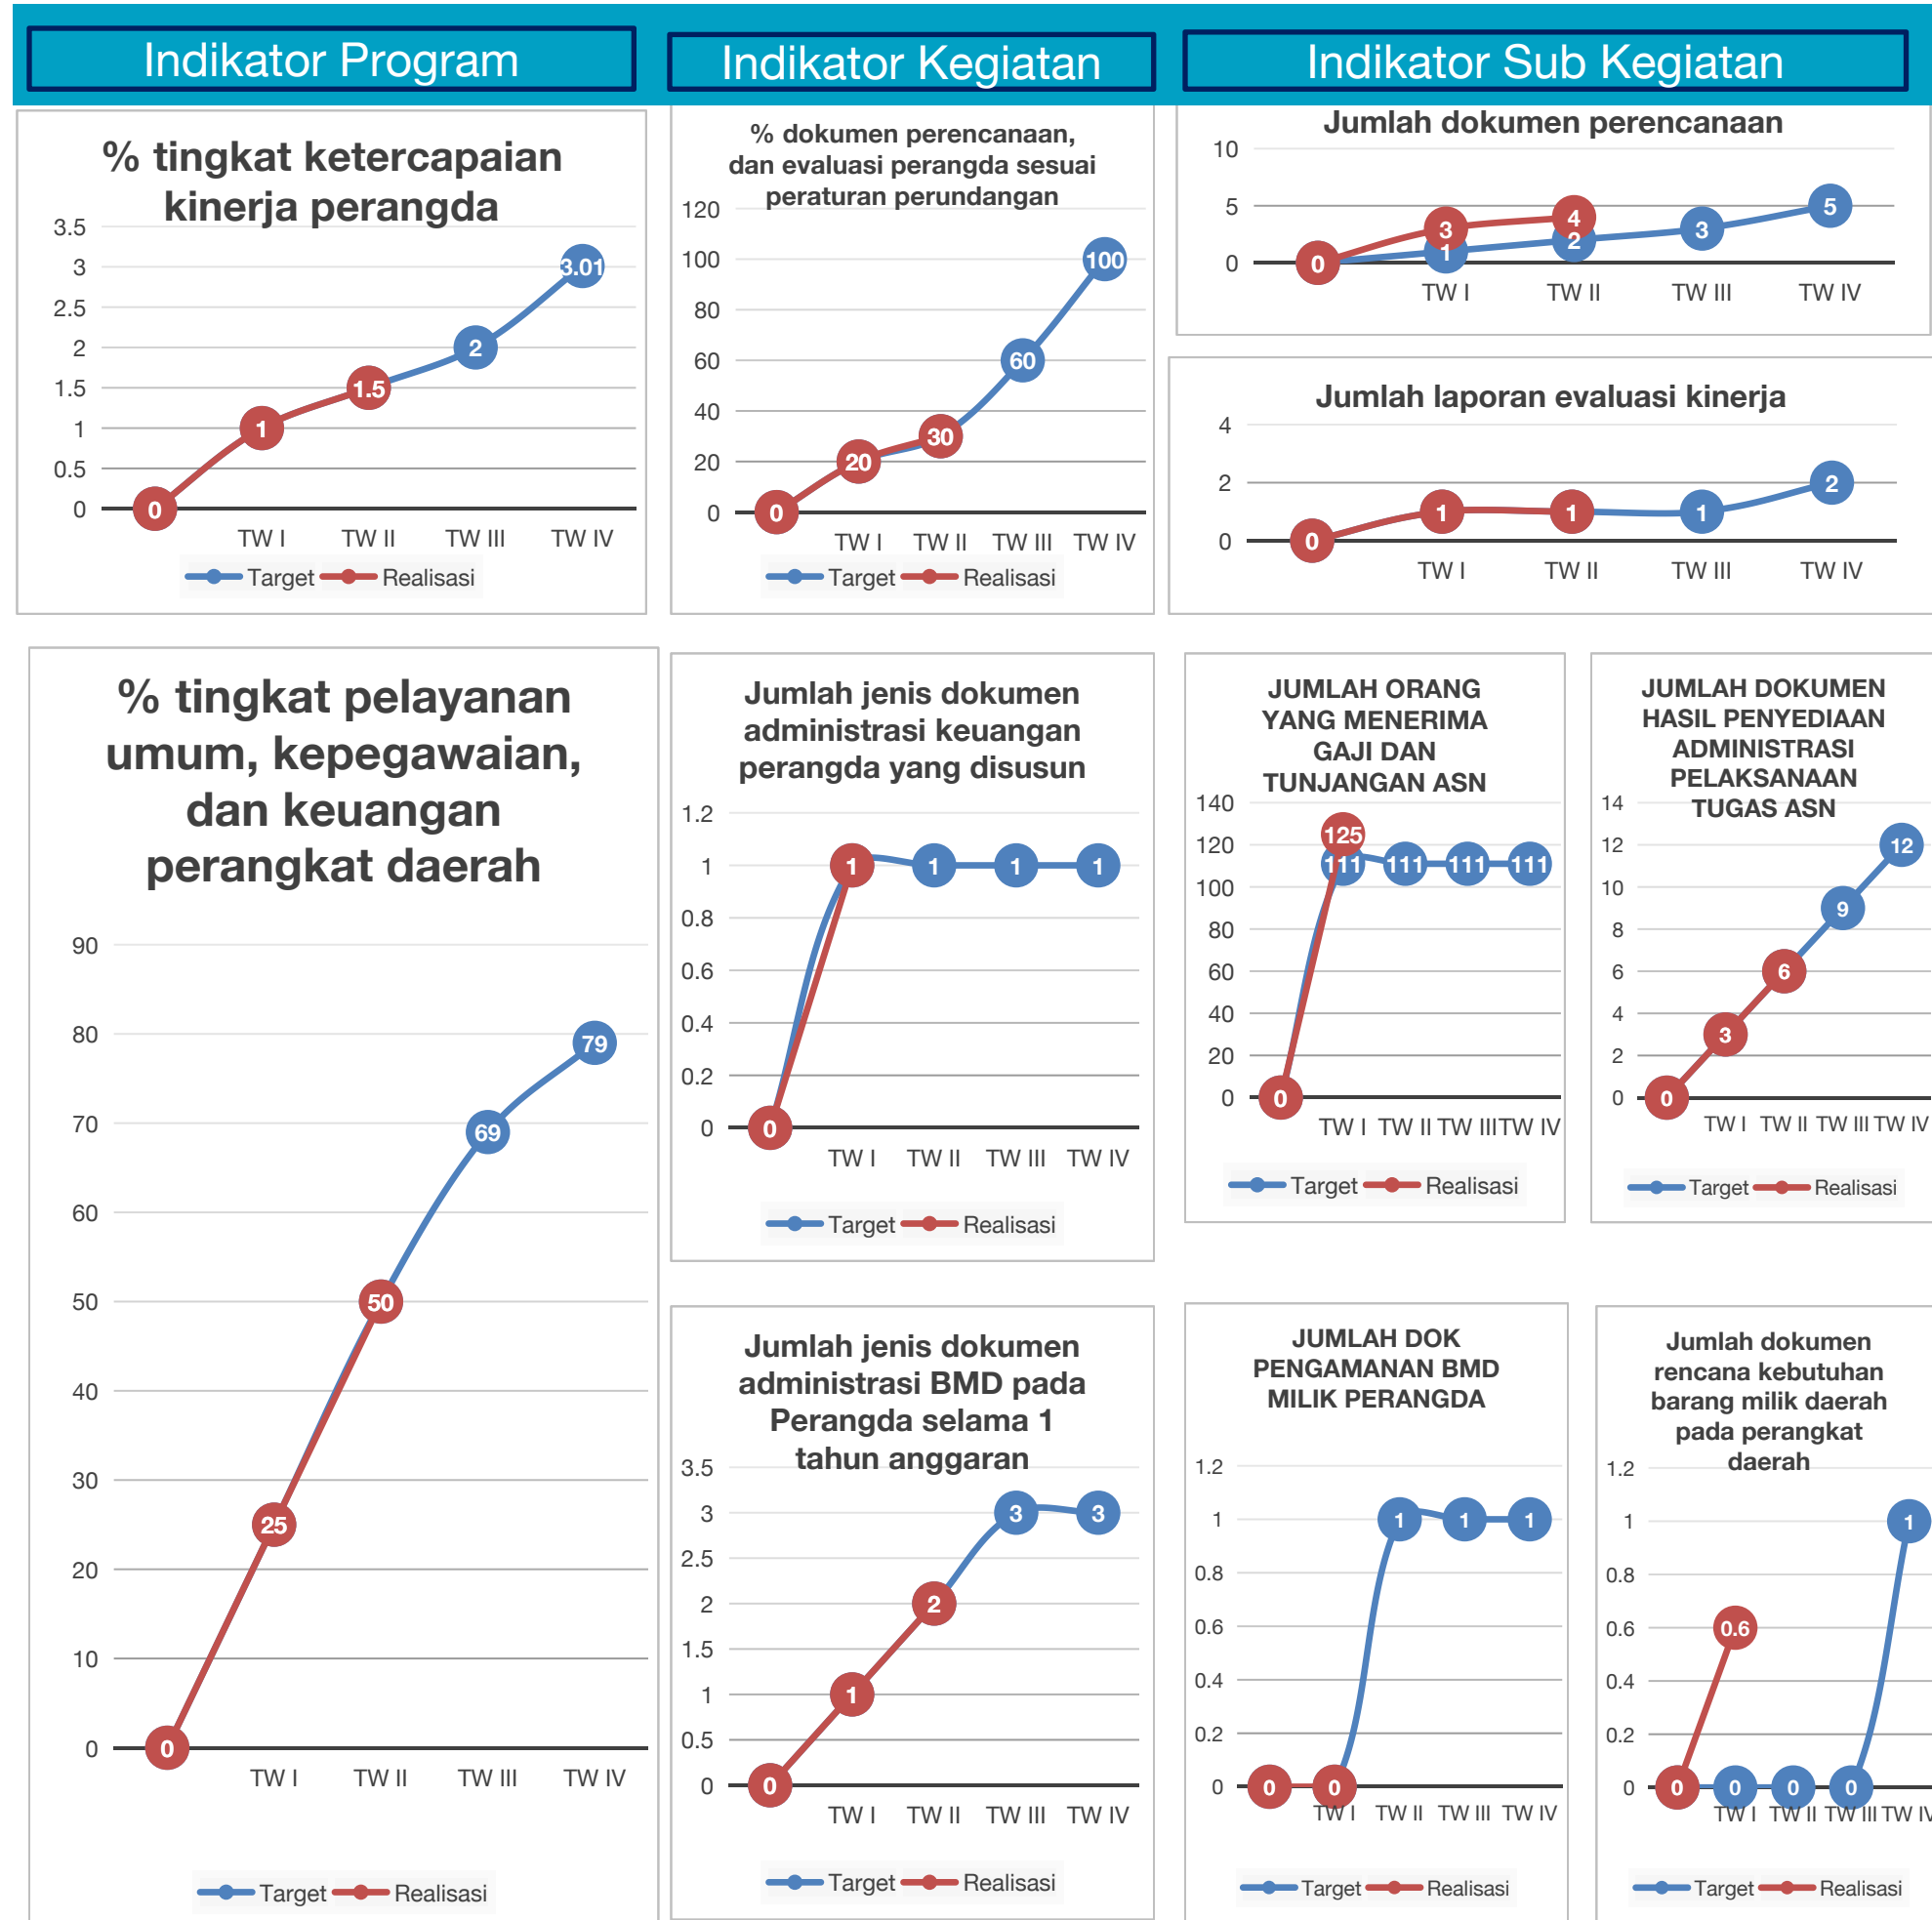 Indikator Program
Indikator Kegiatan
Indikator Sub Kegiatan
% tingkat ketercapaian
kinerja perangda
3.5
3
2.5
2
1.5
1
0.5
0
0
1
1.5
2
3.01
TW I TW II TW III TW IV
Target Realisasi
% dokumen perencanaan,
dan evaluasi perangda sesuai
peraturan perundangan
120
100
80
60
40
20
0
0
20
30
60
100
TW I TW II TW III TW IV
Target Realisasi
Jumlah dokumen perencanaan
10
5
0
0
3
4
1
2
3
5
TW I TW II TW III TW IV
Jumlah laporan evaluasi kinerja
4
2
0
0
1
1
1
2
TW I TW II TW III TW IV
% tingkat pelayanan
umum, kepegawaian,
dan keuangan
perangkat daerah
90
80
70
60
50
40
30
20
10
0
0
25
50
69
79
TW I TW II TW III TW IV
Target Realisasi
Jumlah jenis dokumen
administrasi keuangan
perangda yang disusun
1.2
1
0.8
0.6
0.4
0.2
0
0
1
1
1
1
TW I TW II TW III TW IV
Target Realisasi
JUMLAH ORANG
YANG MENERIMA
GAJI DAN
TUNJANGAN ASN
140
120
100
80
60
40
20
0
0
125
111
111
111
111
TW I TW II TW III TW IV
Target Realisasi
JUMLAH DOKUMEN
HASIL PENYEDIAAN
ADMINISTRASI
PELAKSANAAN
TUGAS ASN
14
12
10
8
6
4
2
0
0
3
6
9
12
TW I TW II TW III TW IV
Target Realisasi
Jumlah jenis dokumen
administrasi BMD pada
Perangda selama 1
tahun anggaran
3.5
3
2.5
2
1.5
1
0.5
0
0
1
2
3
3
TW I TW II TW III TW IV
Target Realisasi
JUMLAH DOK
PENGAMANAN BMD
MILIK PERANGDA
1.2
1
0.8
0.6
0.4
0.2
0
0
0
1
1
1
TW I TW II TW III TW IV
Target Realisasi
Jumlah dokumen
rencana kebutuhan
barang milik daerah
pada perangkat
daerah
1.2
1
0.8
0.6
0.4
0.2
0
0
0.6
0
0
0
1
TW I TW II TW III TW IV
Target Realisasi